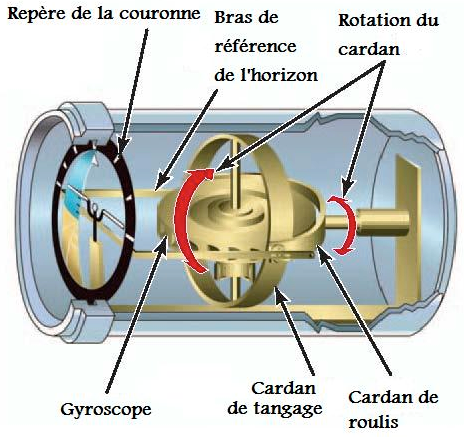 Repère de la couronne
Bras de
référence
de l'horizon
Rotation du
cardan
Gyroscope
Cardan
de tangage
Cardan de
roulis